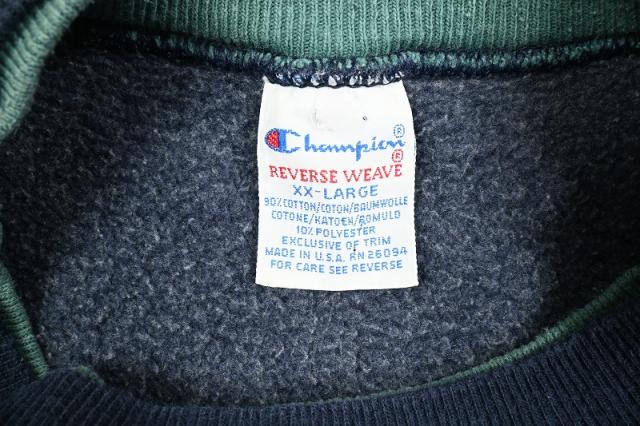 Champion ®
REVERSE WEAVE ®
XX-LARGE
90% COTTON/COTON/BAUMWOLLE
COTONE/KATOEN/ROMULO
10% POLYESTER
EXCLUSIVE OF TRIM
MADE IN U.S.A. RN 26094
FOR CARE SEE REVERSE